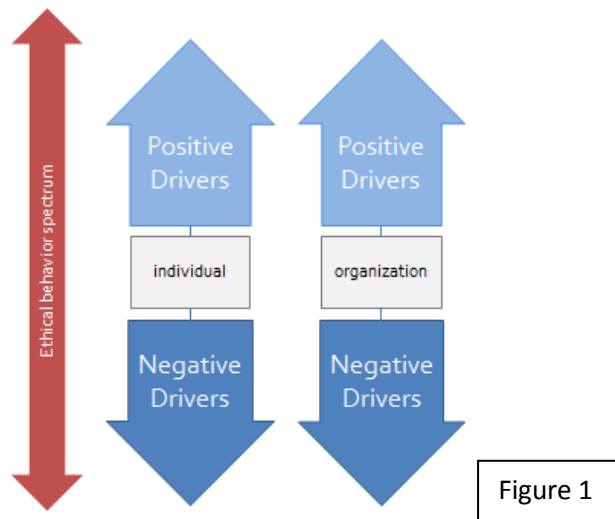 Ethical behavior spectrum
Positive
Drivers
Positive
Drivers
individual
organization
Negative
Drivers
Negative
Drivers
Figure 1